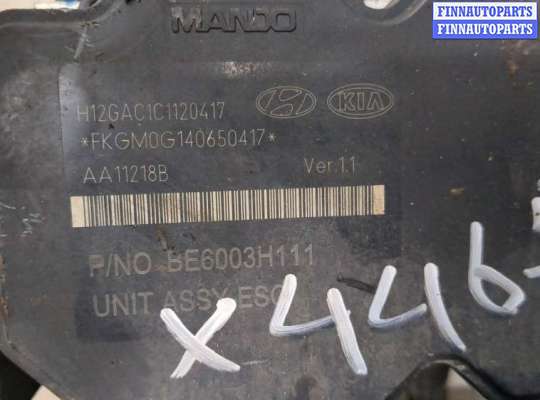 FINNAUTOPARTS
FINNAUTOPARTS
MANDO
H12GAC1C1120417
KIA
*FKGM0G140650417*
AA11218B Ver.1.1
P/NO BE6003H111
UNIT ASSY-ESC
X446